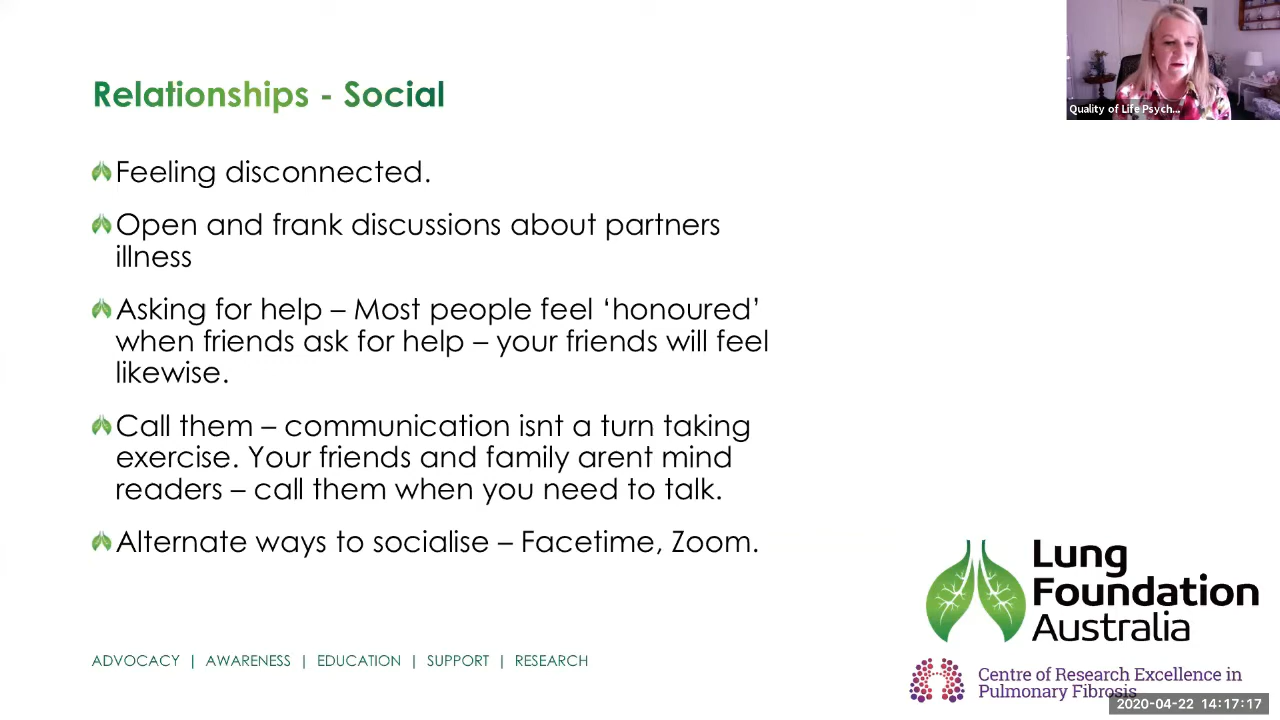 Relationships - Social
Quality of Life Psych...
Feeling disconnected.
Open and frank discussions about partners
illness
Asking for help – Most people feel ‘honoured’
when friends ask for help – your friends will feel
likewise.
Call them – communication isnt a turn taking
exercise. Your friends and family arent mind
readers – call them when you need to talk.
Alternate ways to socialise – Facetime, Zoom.
Lung
Foundation
Australia
ADVOCACY | AWARENESS | EDUCATION | SUPPORT | RESEARCH
Centre of Research Excellence in
Pulmonary Fibrosis
2020-04-22 14:17:17